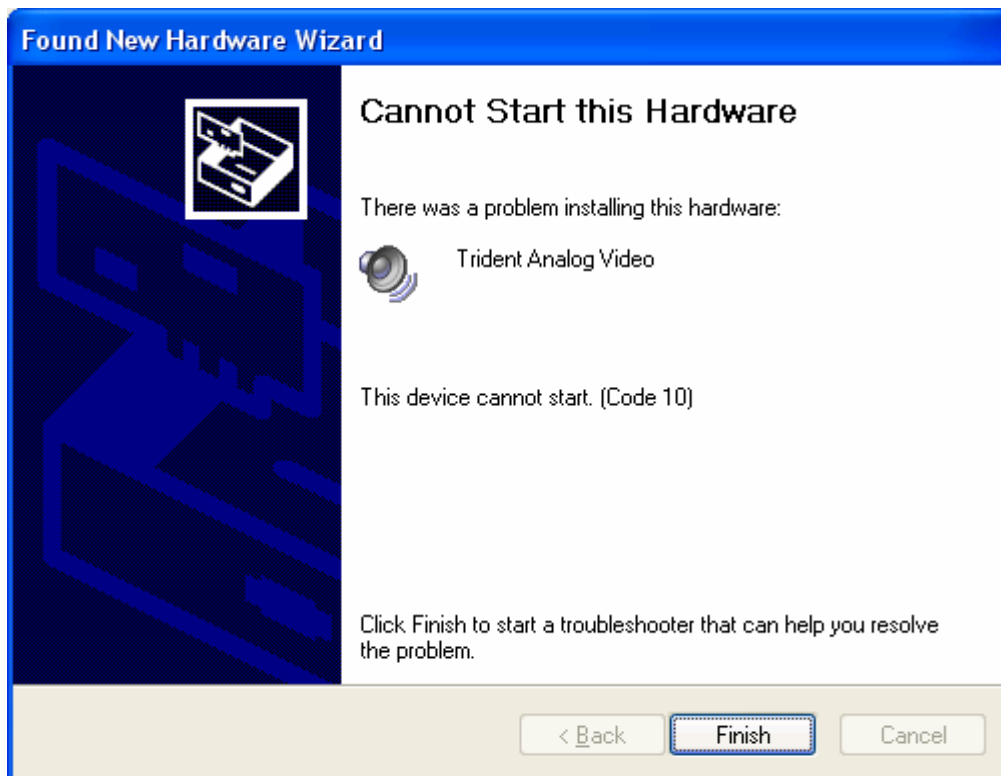 Found New Hardware Wizard
Cannot Start this Hardware
There was a problem installing this hardware:
Trident Analog Video
This device cannot start. (Code 10)
Click Finish to start a troubleshooter that can help you resolve
the problem.
< Back
Finish
Cancel